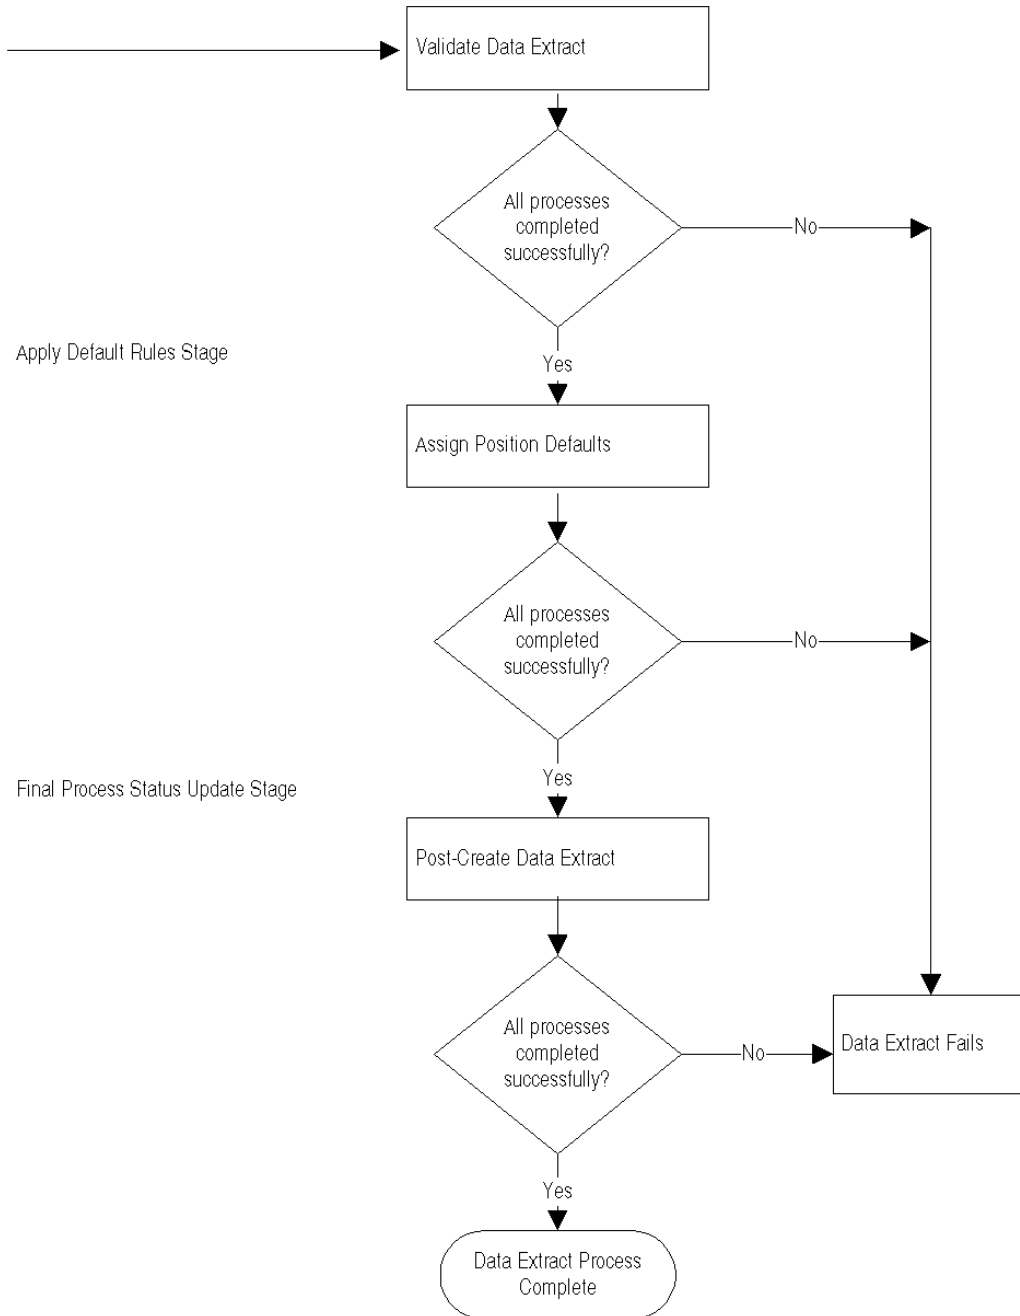 Validate Data Extract
All processes
completed
successfully?
No
Apply Default Rules Stage
Yes
Assign Position Defaults
All processes
completed
successfully?
No
Yes
Final Process Status Update Stage
Post-Create Data Extract
All processes
completed
successfully?
No
Data Extract Fails
Yes
Data Extract Process
Complete